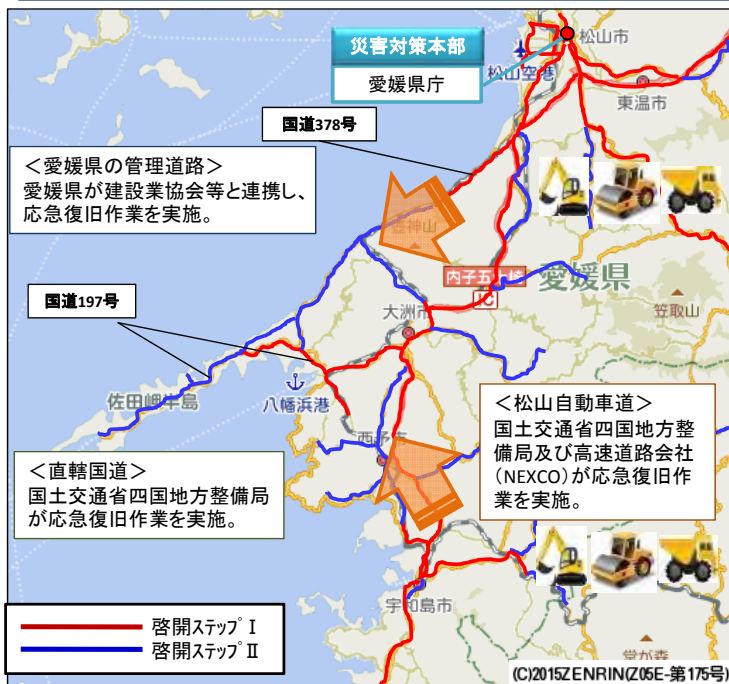 災害対策本部
愛媛県庁
松山市
松山空港
東温市
国道378号
＜愛媛県の管理道路＞
愛媛県が建設業協会等と連携し、
応急復旧作業を実施。
壺神山
内子五十崎
IC
愛媛県
国道197号
大洲市
笠取山
佐田岬半島
八幡浜港
＜松山自動車道＞
国土交通省四国地方整
備局及び高速道路会社
（NEXCO）が応急復旧作
業を実施。
西予市
＜直轄国道＞
国土交通省四国地方整備局
が応急復旧作業を実施。
宇和島市
啓開ステップⅠ
啓開ステップⅡ
堂が森
(C)2015ZENRIN(Z05E-第175号)